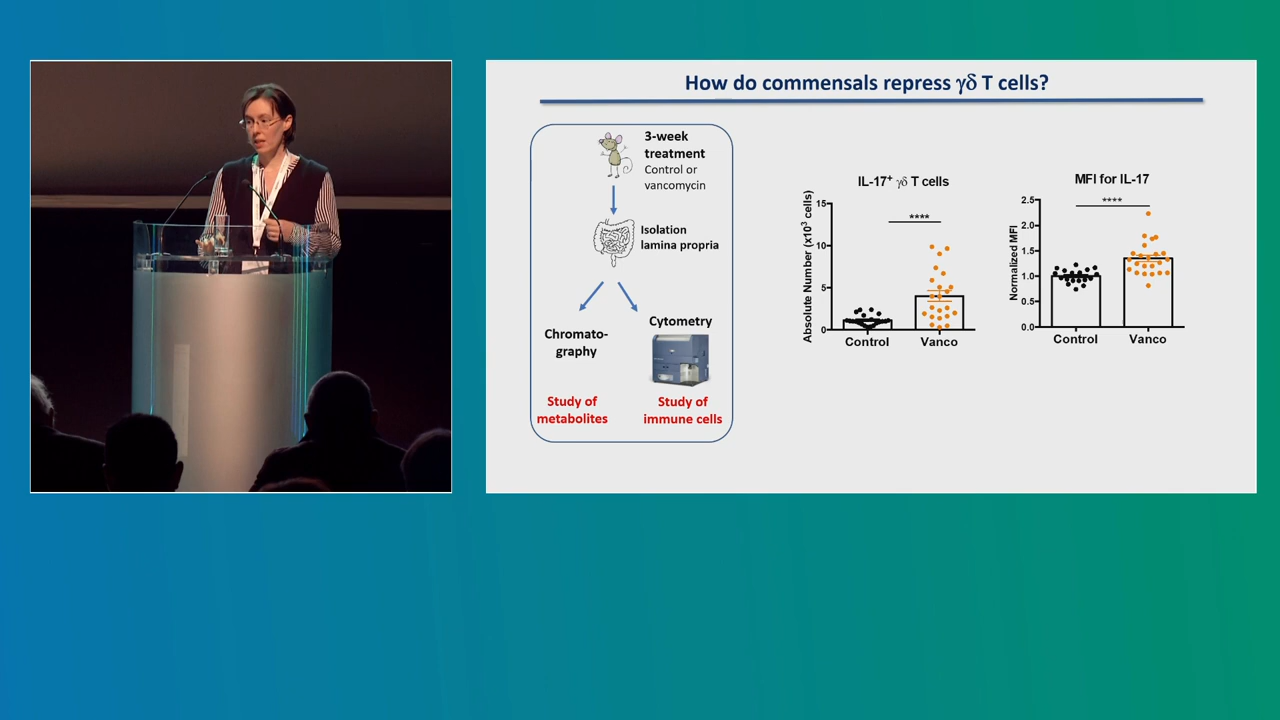 How do commensals repress γδ T cells?
3-week
treatment
Control or
vancomycin
Isolation
lamina propria
Chromato-
graphy
Cytometry
Study of
metabolites
Study of
immune cells
IL-17⁺ γδ T cells
Absolute Number (x10³ cells)
15
10
5
0
****
Control
Vanco
MFI for IL-17
Normalized MFI
2.5
2.0
1.5
1.0
0.5
0.0
****
Control
Vanco